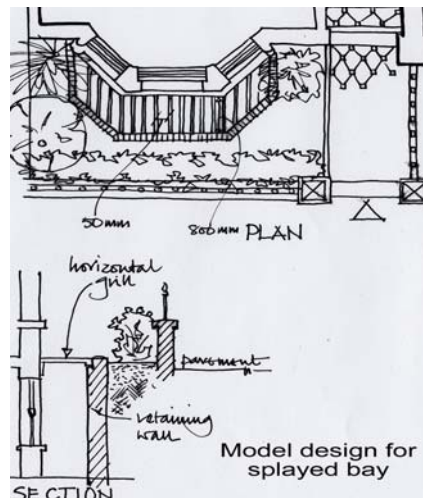 50mm
800mm PLAN
horizontal
grill
pavement
retaining
wall
Model design for
splayed bay
SECTION